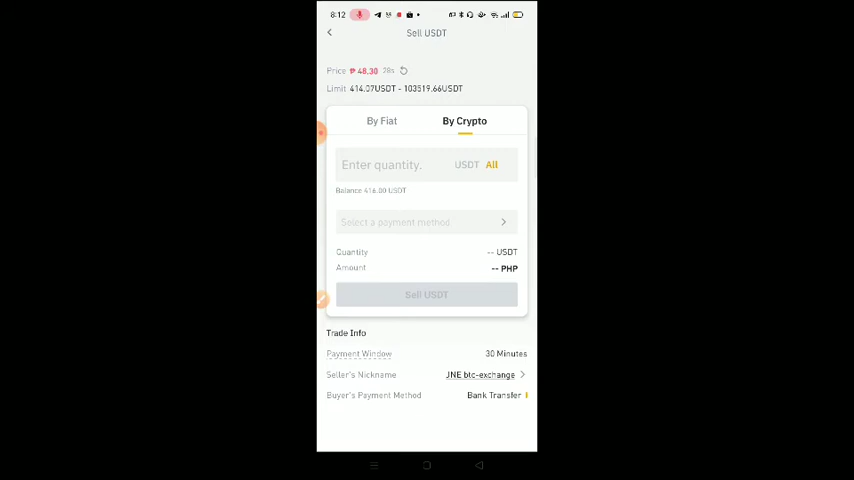 8:12
Sell USDT
Price ₱ 48.30 28s
Limit 414.07USDT - 103519.66USDT
By Fiat By Crypto
Enter quantity. USDT All
Balance 416.00 USDT
Select a payment method
Quantity -- USDT
Amount -- PHP
Sell USDT
Trade Info
Payment Window 30 Minutes
Seller's Nickname JNE btc-exchange
Buyer's Payment Method Bank Transfer